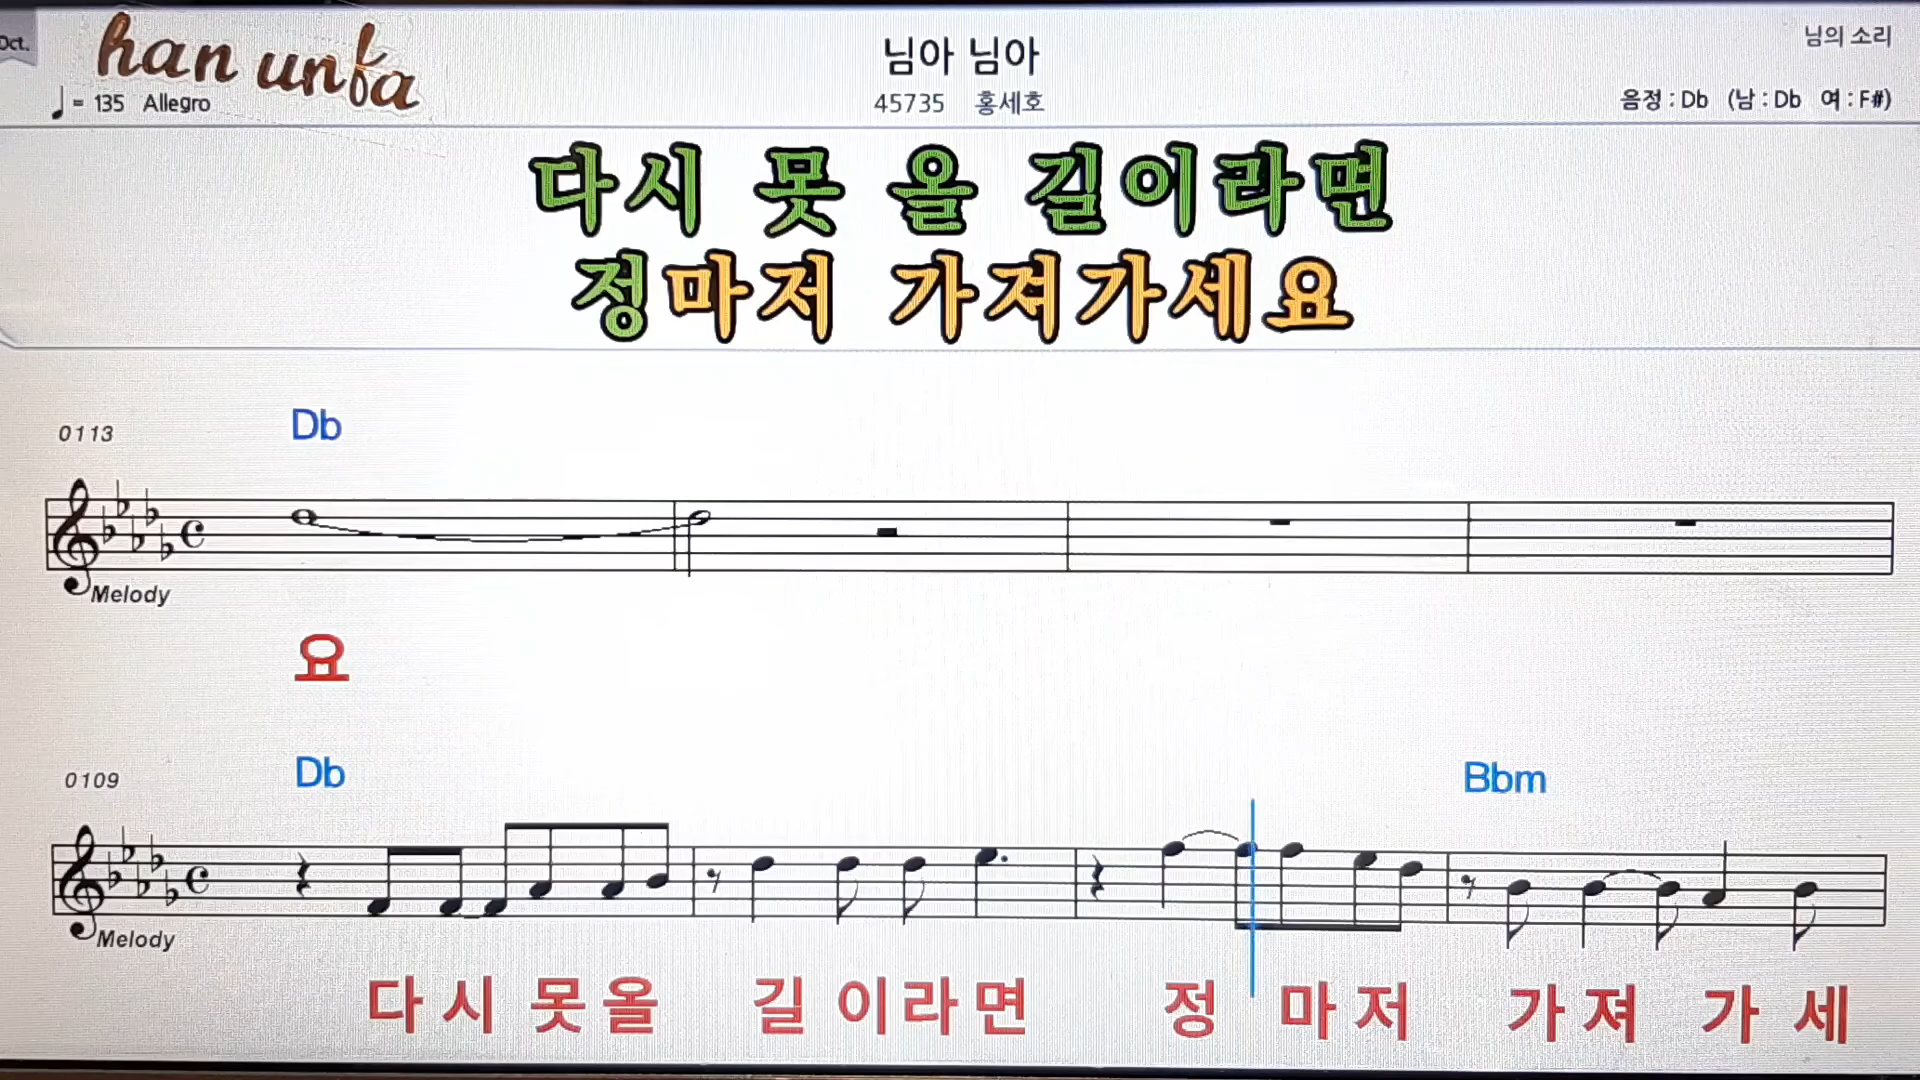 Oct.
han unfa
님아 님아
님의 소리
♩ = 135 Allegro
45735 홍세호
음정 : Db (남 : Db 여 : F#)
다시 못 올 길이라면
정마저 가져가세요
0113
Db
Melody
요
0109
Db
Bbm
Melody
다 시 못 올 길 이 라 면 정 마 저 가 져 가 세